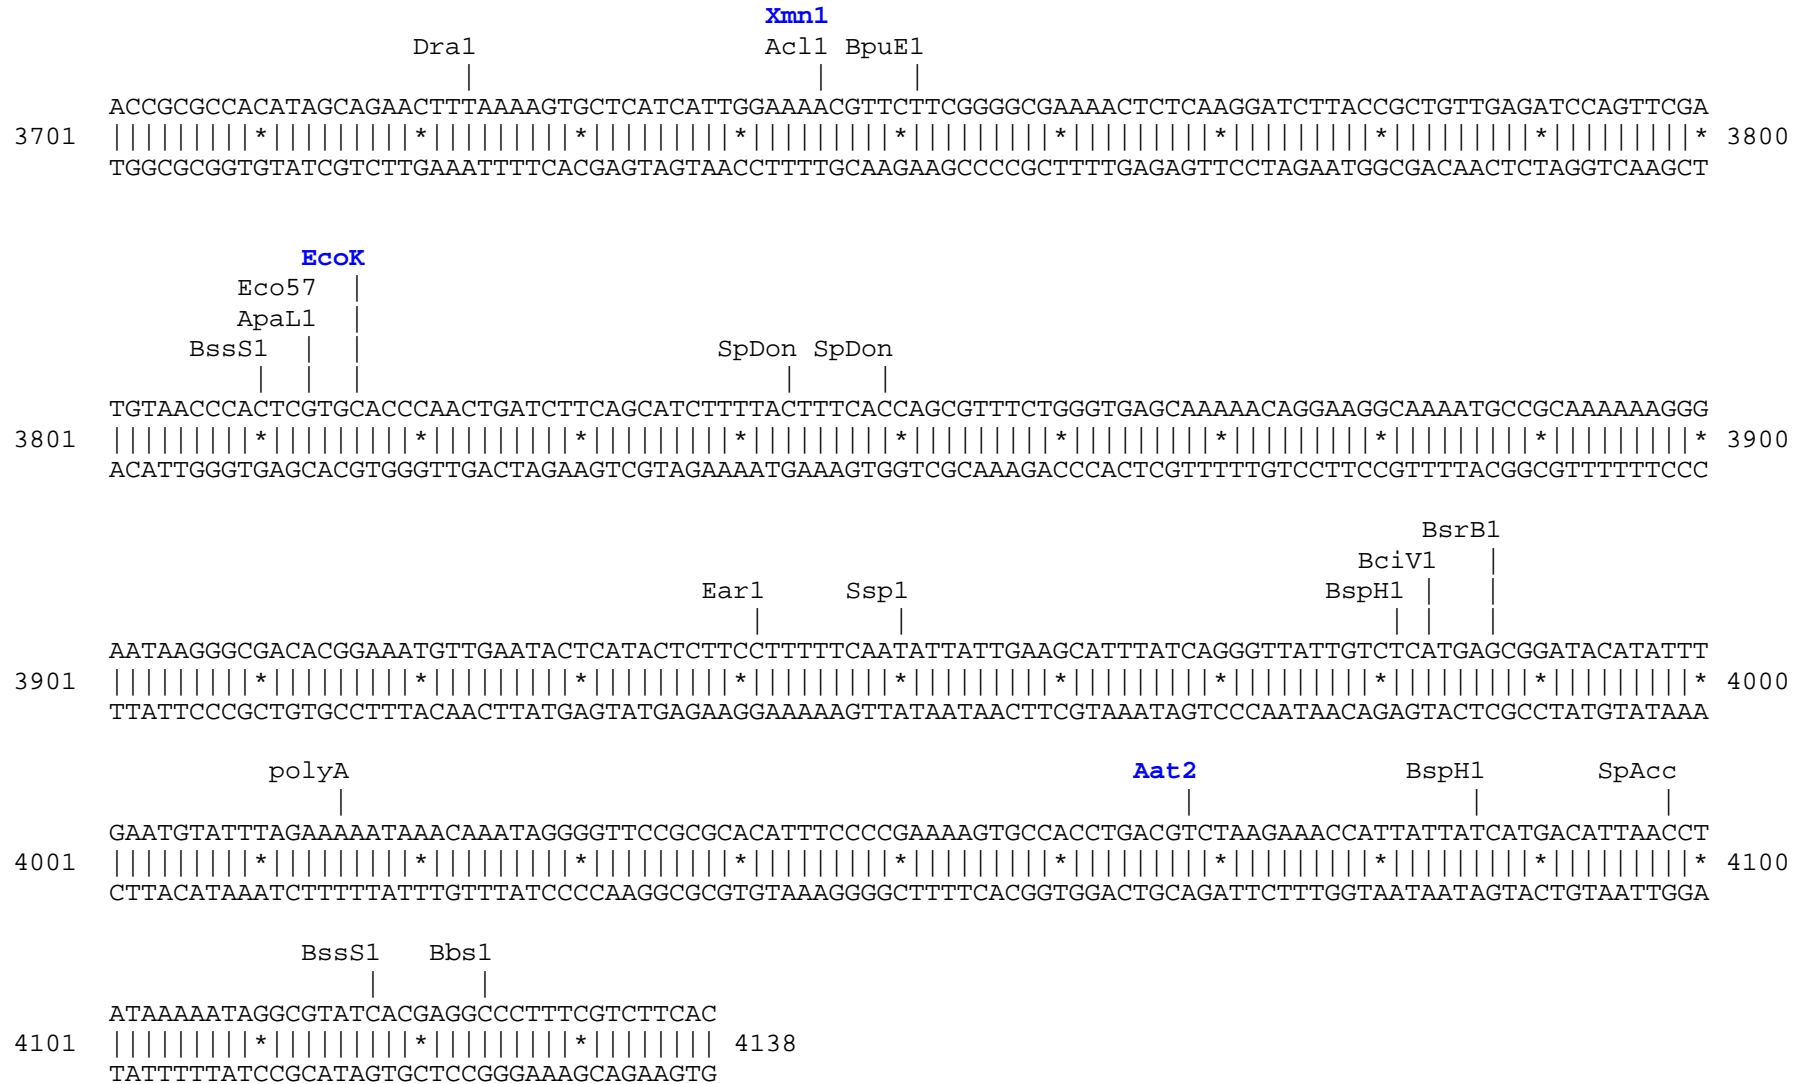 Xmn1
Dra1 Acl1 BpuE1
| | |
ACCGCGCCACATAGCAGAACTTTAAAAGTGCTCATCATTGGAAAACGTTCTTCGGGGCGAAAACTCTCAAGGATCTTACCGCTGTTGAGATCCAGTTCGA
3701 |||||||||*|||||||||*|||||||||*|||||||||*|||||||||*|||||||||*|||||||||*|||||||||*|||||||||*|||||||||* 3800
TGGCGCGGTGTATCGTCTTGAAATTTTCACGAGTAGTAACCTTTTGCAAGAAGCCCCGCTTTTGAGAGTTCCTAGAATGGCGACAACTCTAGGTCAAGCT
EcoK
Eco57 |
ApaL1 |
BssS1 | |
| | |
SpDon SpDon
| |
TGTAACCCACTCGTGCACCCAACTGATCTTCAGCATCTTTTACTTTCACCAGCGTTTCTGGGTGAGCAAAAACAGGAAGGCAAAATGCCGCAAAAAAGGG
3801 |||||||||*|||||||||*|||||||||*|||||||||*|||||||||*|||||||||*|||||||||*|||||||||*|||||||||*|||||||||* 3900
ACATTGGGTGAGCACGTGGGTTGACTAGAAGTCGTAGAAAATGAAAGTGGTCGCAAAGACCCACTCGTTTTTGTCCTTCCGTTTTACGGCGTTTTTTCCC
BsrB1
BciV1 |
Ear1 Ssp1 BspH1 | |
| | | | |
AATAAGGGCGACACGGAAATGTTGAATACTCATACTCTTCCTTTTTCAATATTATTGAAGCATTTATCAGGGTTATTGTCTCATGAGCGGATACATATTT
3901 |||||||||*|||||||||*|||||||||*|||||||||*|||||||||*|||||||||*|||||||||*|||||||||*|||||||||*|||||||||* 4000
TTATTCCCGCTGTGCCTTTACAACTTATGAGTATGAGAAGGAAAAAGTTATAATAACTTCGTAAATAGTCCCAATAACAGAGTACTCGCCTATGTATAAA
polyA Aat2 BspH1 SpAcc
| | | |
GAATGTATTTAGAAAAATAAACAAATAGGGGTTCCGCGCACATTTCCCCGAAAAGTGCCACCTGACGTCTAAGAAACCATTATTATCATGACATTAACCT
4001 |||||||||*|||||||||*|||||||||*|||||||||*|||||||||*|||||||||*|||||||||*|||||||||*|||||||||*|||||||||* 4100
CTTACATAAATCTTTTTATTTGTTTATCCCCAAGGCGCGTGTAAAGGGGCTTTTCACGGTGGACTGCAGATTCTTTGGTAATAATAGTACTGTAATTGGA
BssS1 Bbs1
| |
ATAAAAATAGGCGTATCACGAGGCCCTTTCGTCTTCAC
4101 |||||||||*|||||||||*|||||||||*|||||||| 4138
TATTTTTATCCGCATAGTGCTCCGGGAAAGCAGAAGTG